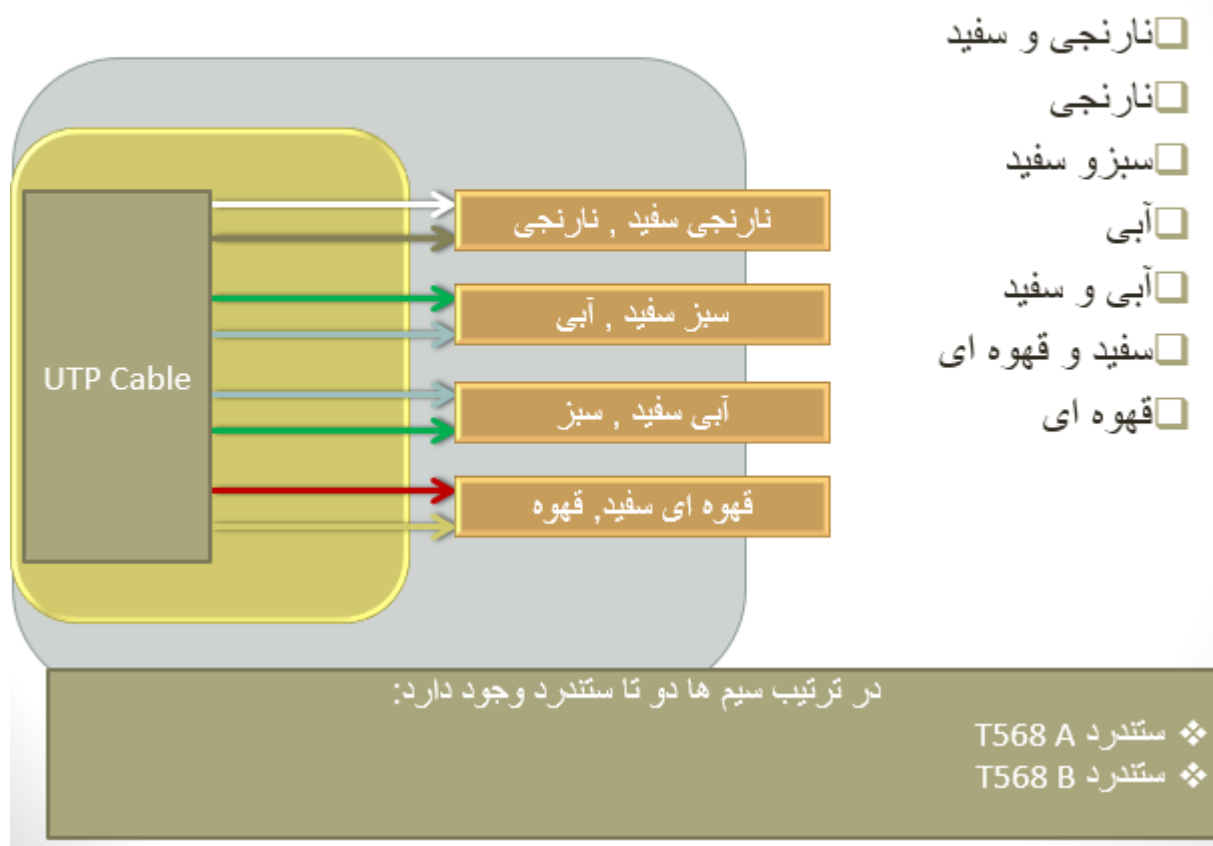 نارنجی و سفید
نارنجی
سبزو سفید
آبی
آبی و سفید
سفید و قهوه ای
قهوه ای
UTP Cable
نارنجی سفید , نارنجی
سبز سفید , آبی
آبی سفید , سبز
قهوه ای سفید, قهوه
در ترتیب سیم ها دو تا ستندرد وجود دارد:
ستندرد T568 A
ستندرد T568 B